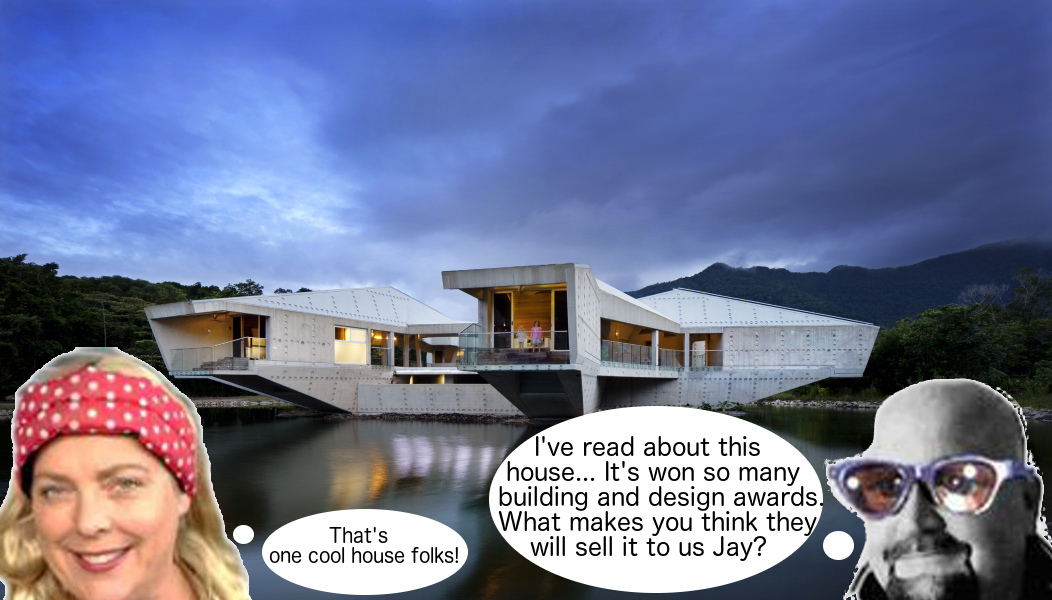 That's
one cool house folks!
I've read about this
house... It's won so many
building and design awards.
What makes you think they
will sell it to us Jay?